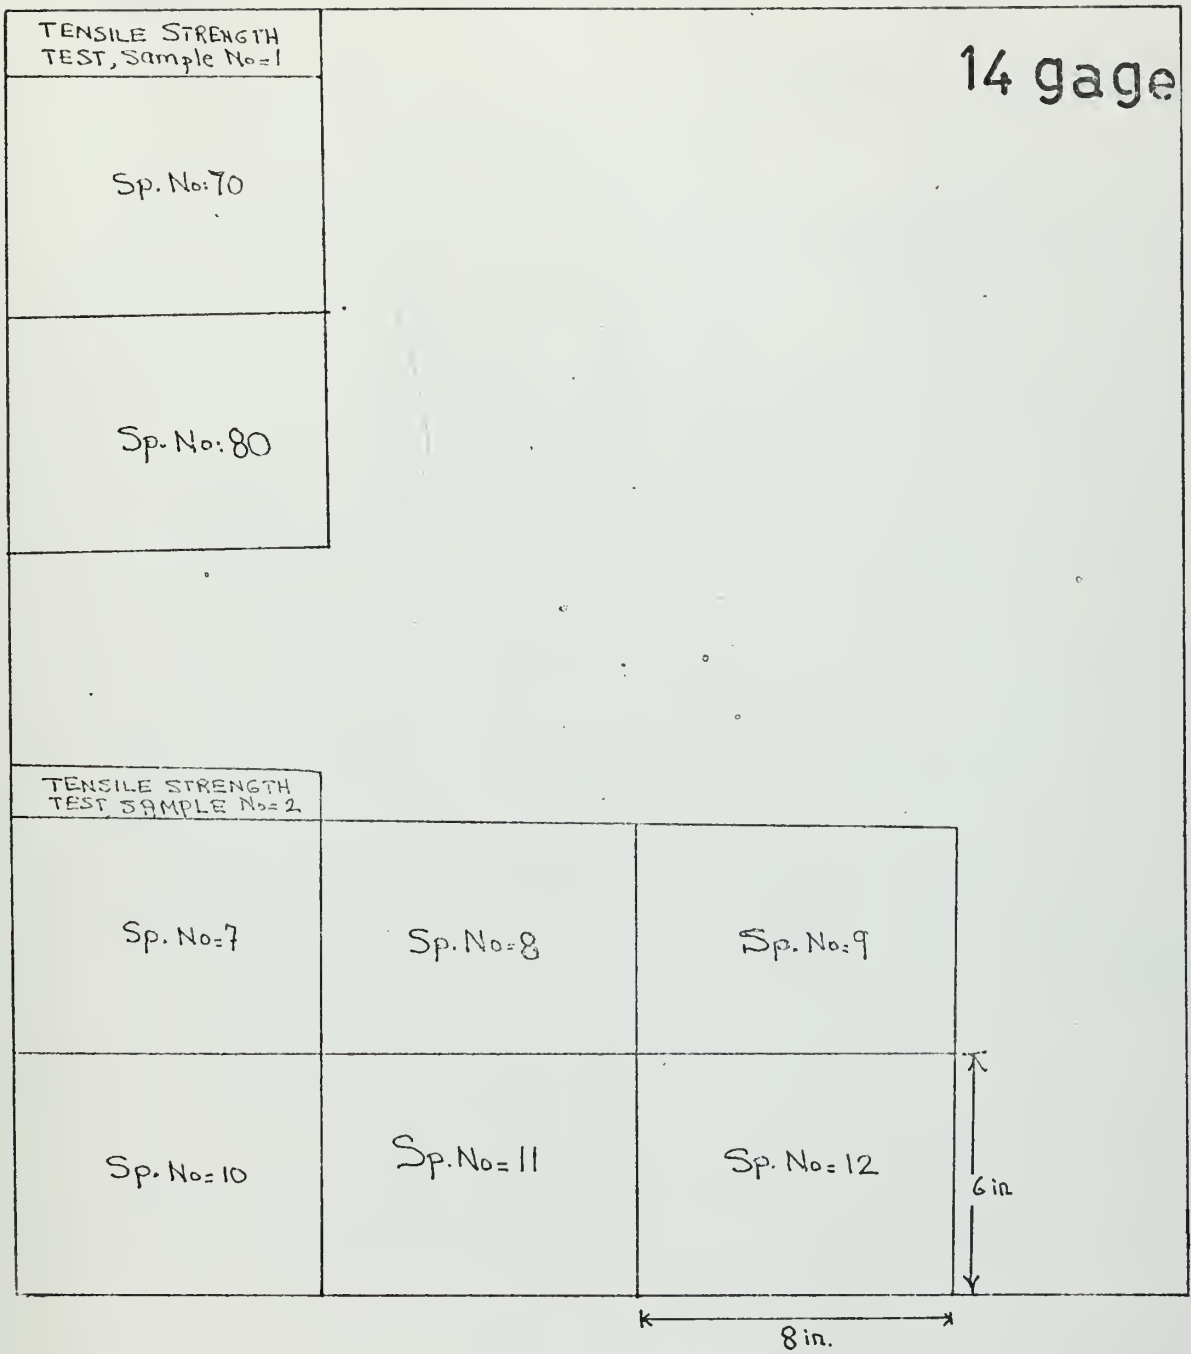 TENSILE STRENGTH
TEST, Sample No=1
14 gage
Sp. No:70
Sp. No:80
TENSILE STRENGTH
TEST SAMPLE No=2
Sp. No=7
Sp. No=8
Sp. No:9
Sp. No=10
Sp. No=11
Sp. No=12
6 in
8 in.